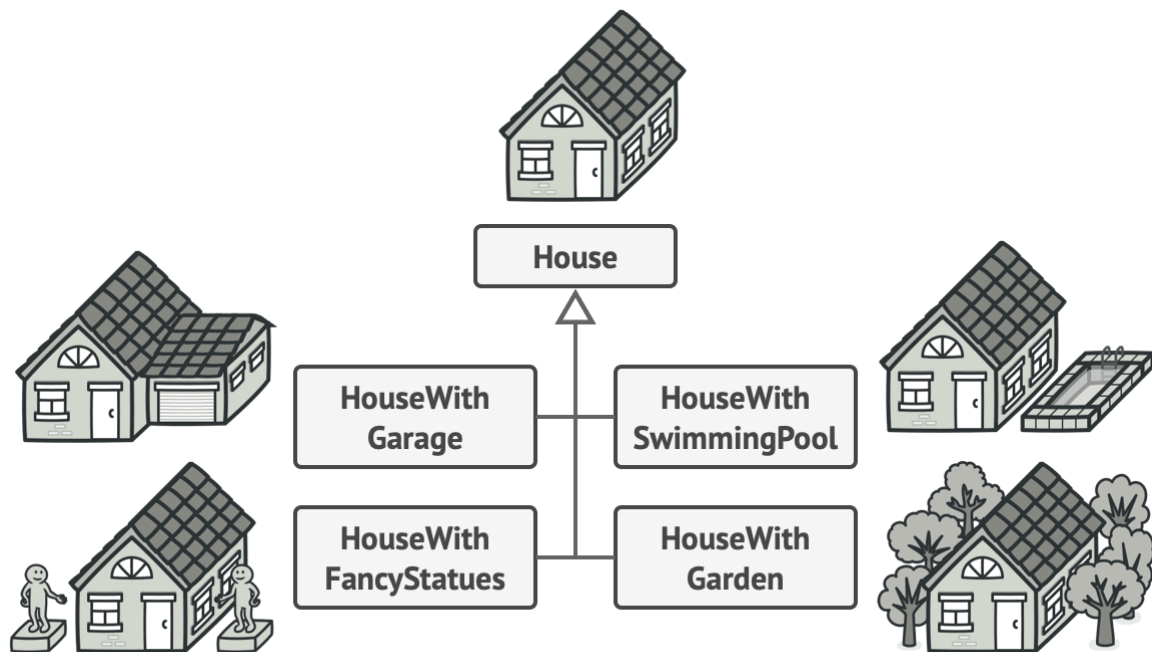 House
HouseWith
Garage
HouseWith
SwimmingPool
HouseWith
FancyStatues
HouseWith
Garden